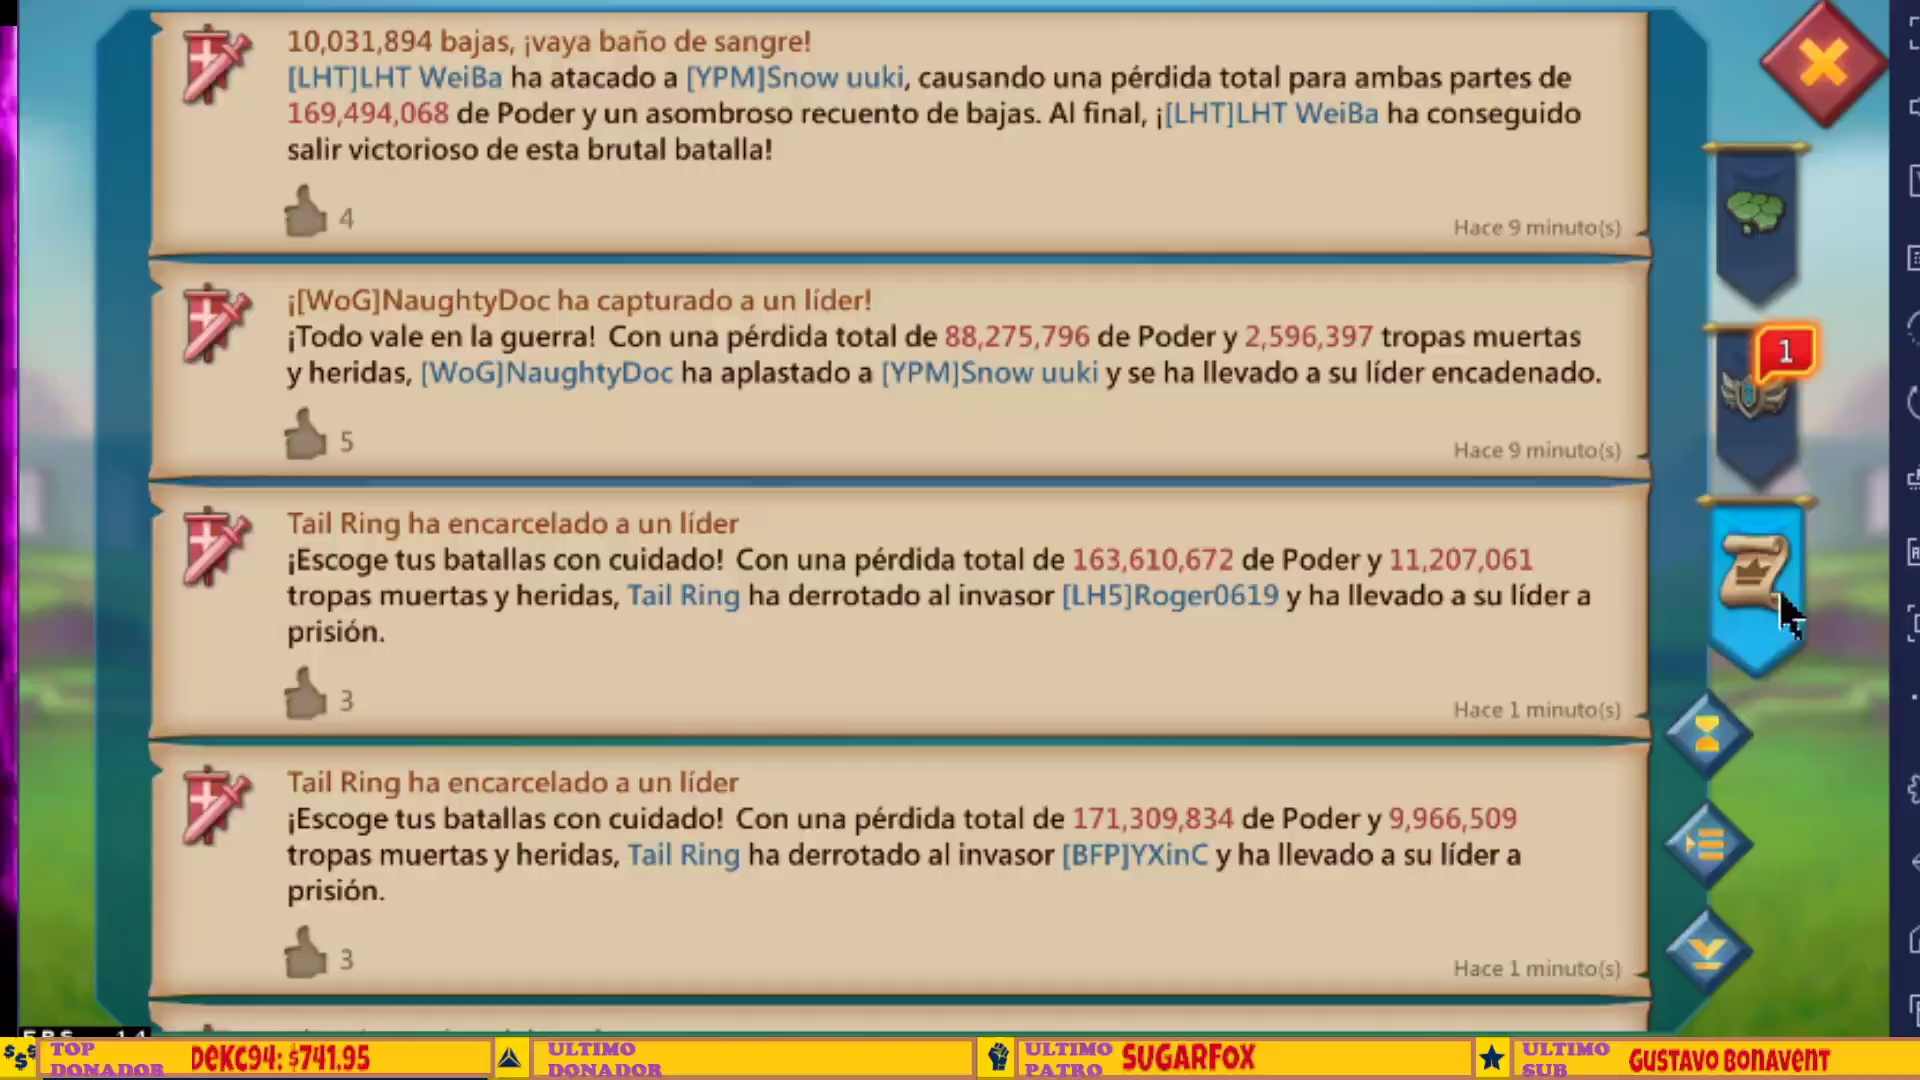 10,031,894 bajas, ¡vaya baño de sangre!
[LHT]LHT WeiBa ha atacado a [YPM]Snow uuki, causando una pérdida total para ambas partes de
169,494,068 de Poder y un asombroso recuento de bajas. Al final, ¡[LHT]LHT WeiBa ha conseguido
salir victorioso de esta brutal batalla!
4
Hace 9 minuto(s)
¡[WoG]NaughtyDoc ha capturado a un líder!
¡Todo vale en la guerra! Con una pérdida total de 88,275,796 de Poder y 2,596,397 tropas muertas
y heridas, [WoG]NaughtyDoc ha aplastado a [YPM]Snow uuki y se ha llevado a su líder encadenado.
5
Hace 9 minuto(s)
1
Tail Ring ha encarcelado a un líder
¡Escoge tus batallas con cuidado! Con una pérdida total de 163,610,672 de Poder y 11,207,061
tropas muertas y heridas, Tail Ring ha derrotado al invasor [LH5]Roger0619 y ha llevado a su líder a
prisión.
3
Hace 1 minuto(s)
Tail Ring ha encarcelado a un líder
¡Escoge tus batallas con cuidado! Con una pérdida total de 171,309,834 de Poder y 9,966,509
tropas muertas y heridas, Tail Ring ha derrotado al invasor [BFP]YXinC y ha llevado a su líder a
prisión.
3
Hace 1 minuto(s)
TOP DONADOR
DEKC94: $741.95
ULTIMO DONADOR
ULTIMO PATRO
SUGARFOX
ULTIMO SUB
GUSTAVO BONAVENT